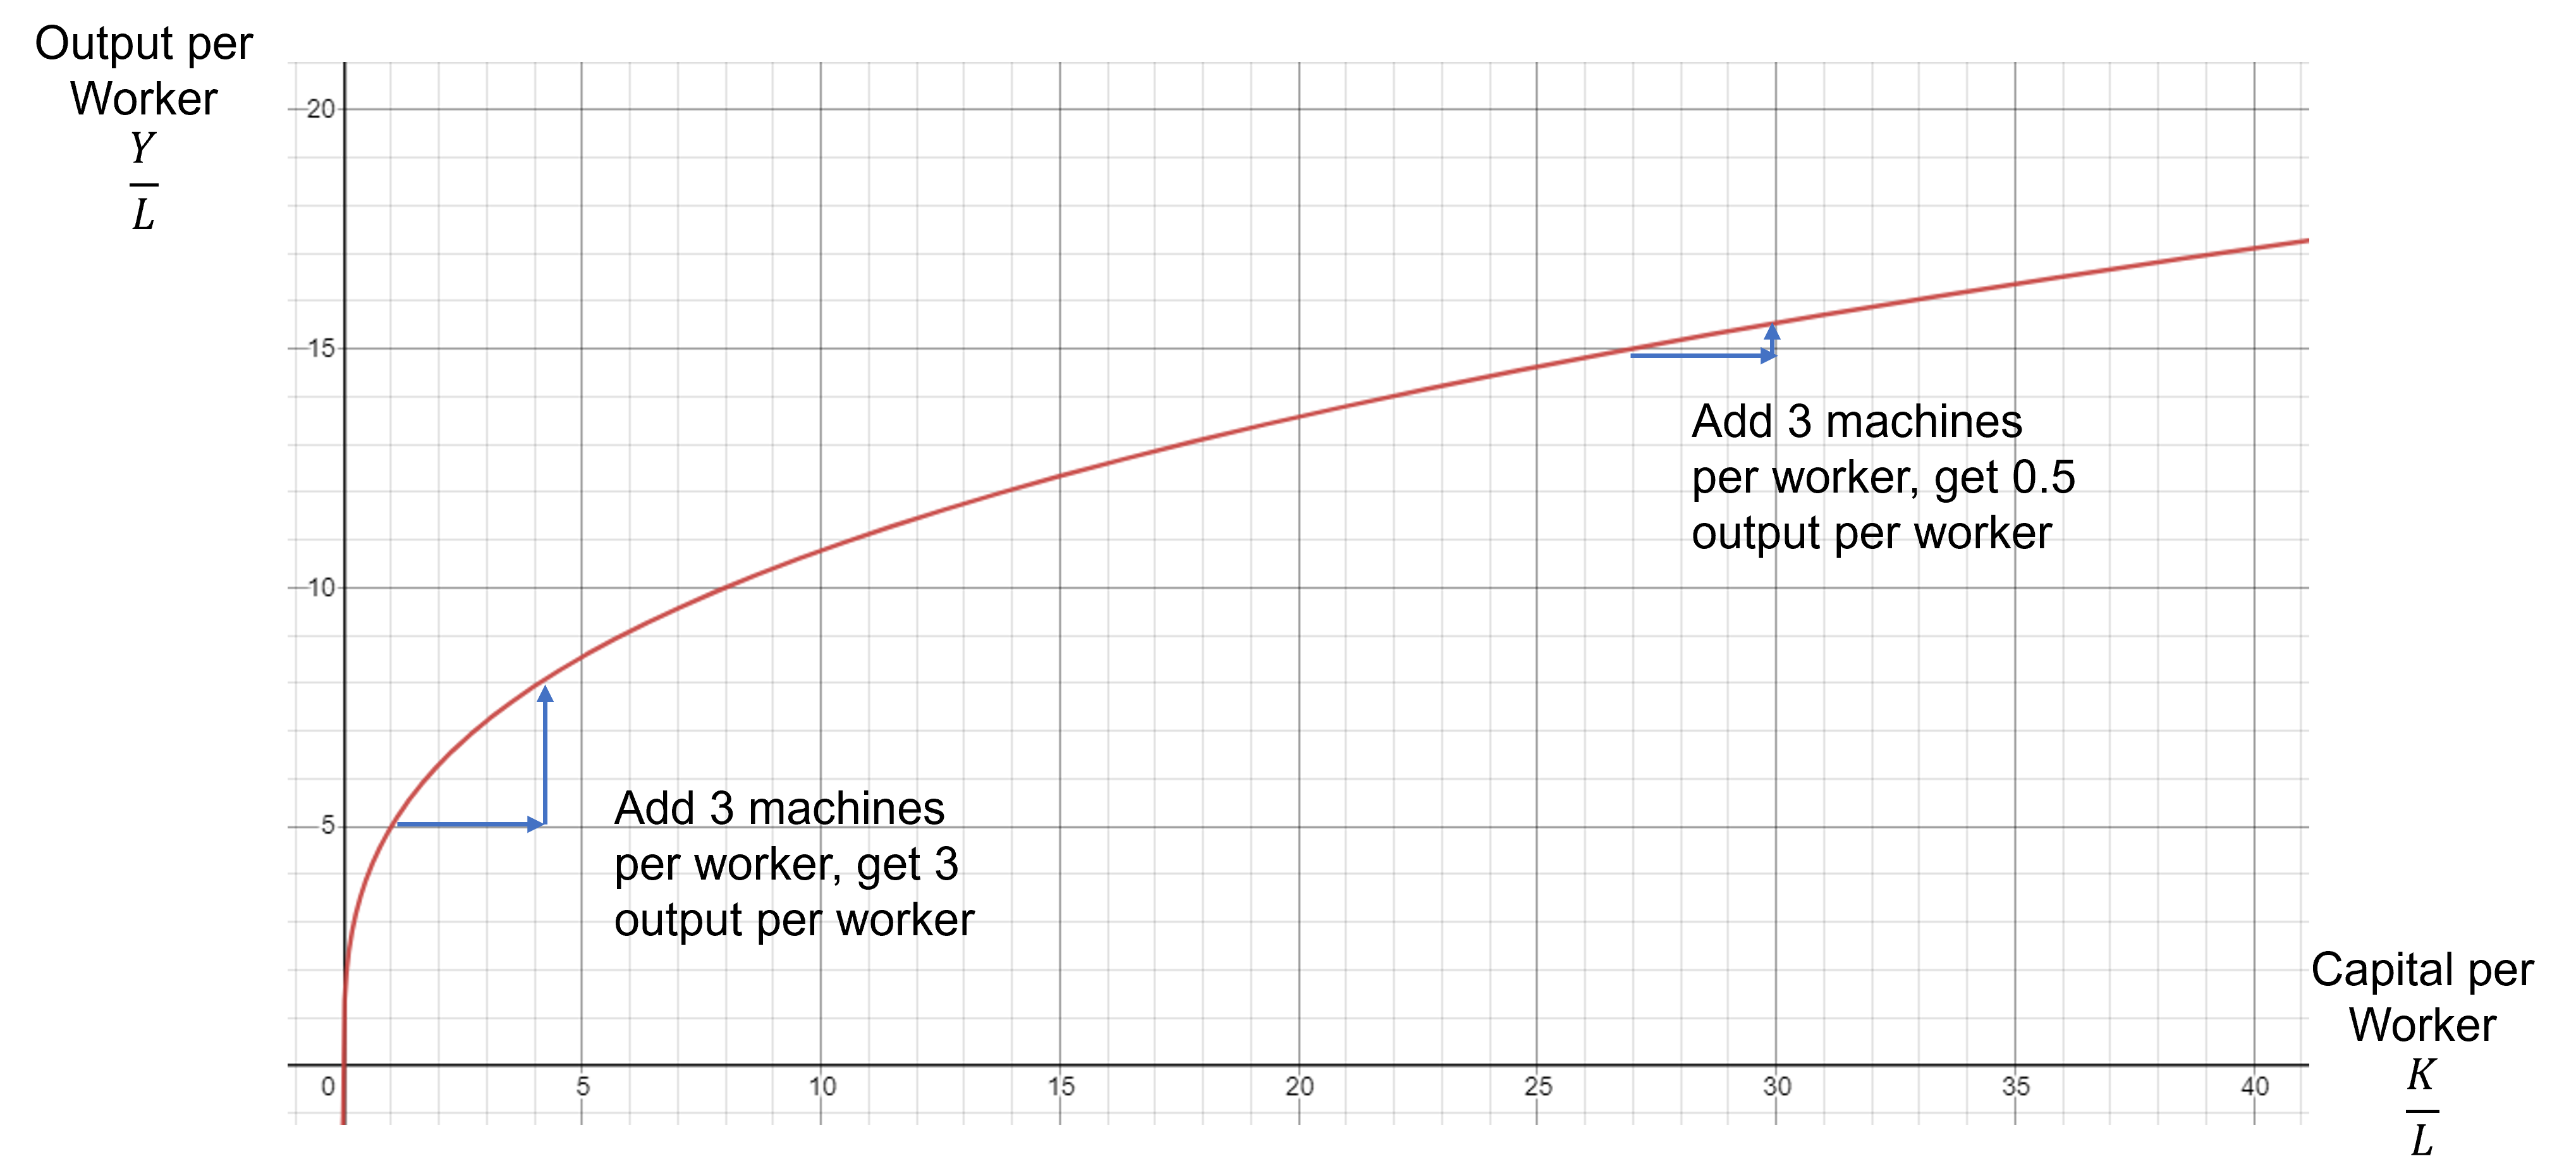 Output per
Worker
Y
L
20
15
10
5
0
5
10
15
20
25
30
35
40
Add 3 machines
per worker, get 0.5
output per worker
Add 3 machines
per worker, get 3
output per worker
Capital per
Worker
K
L